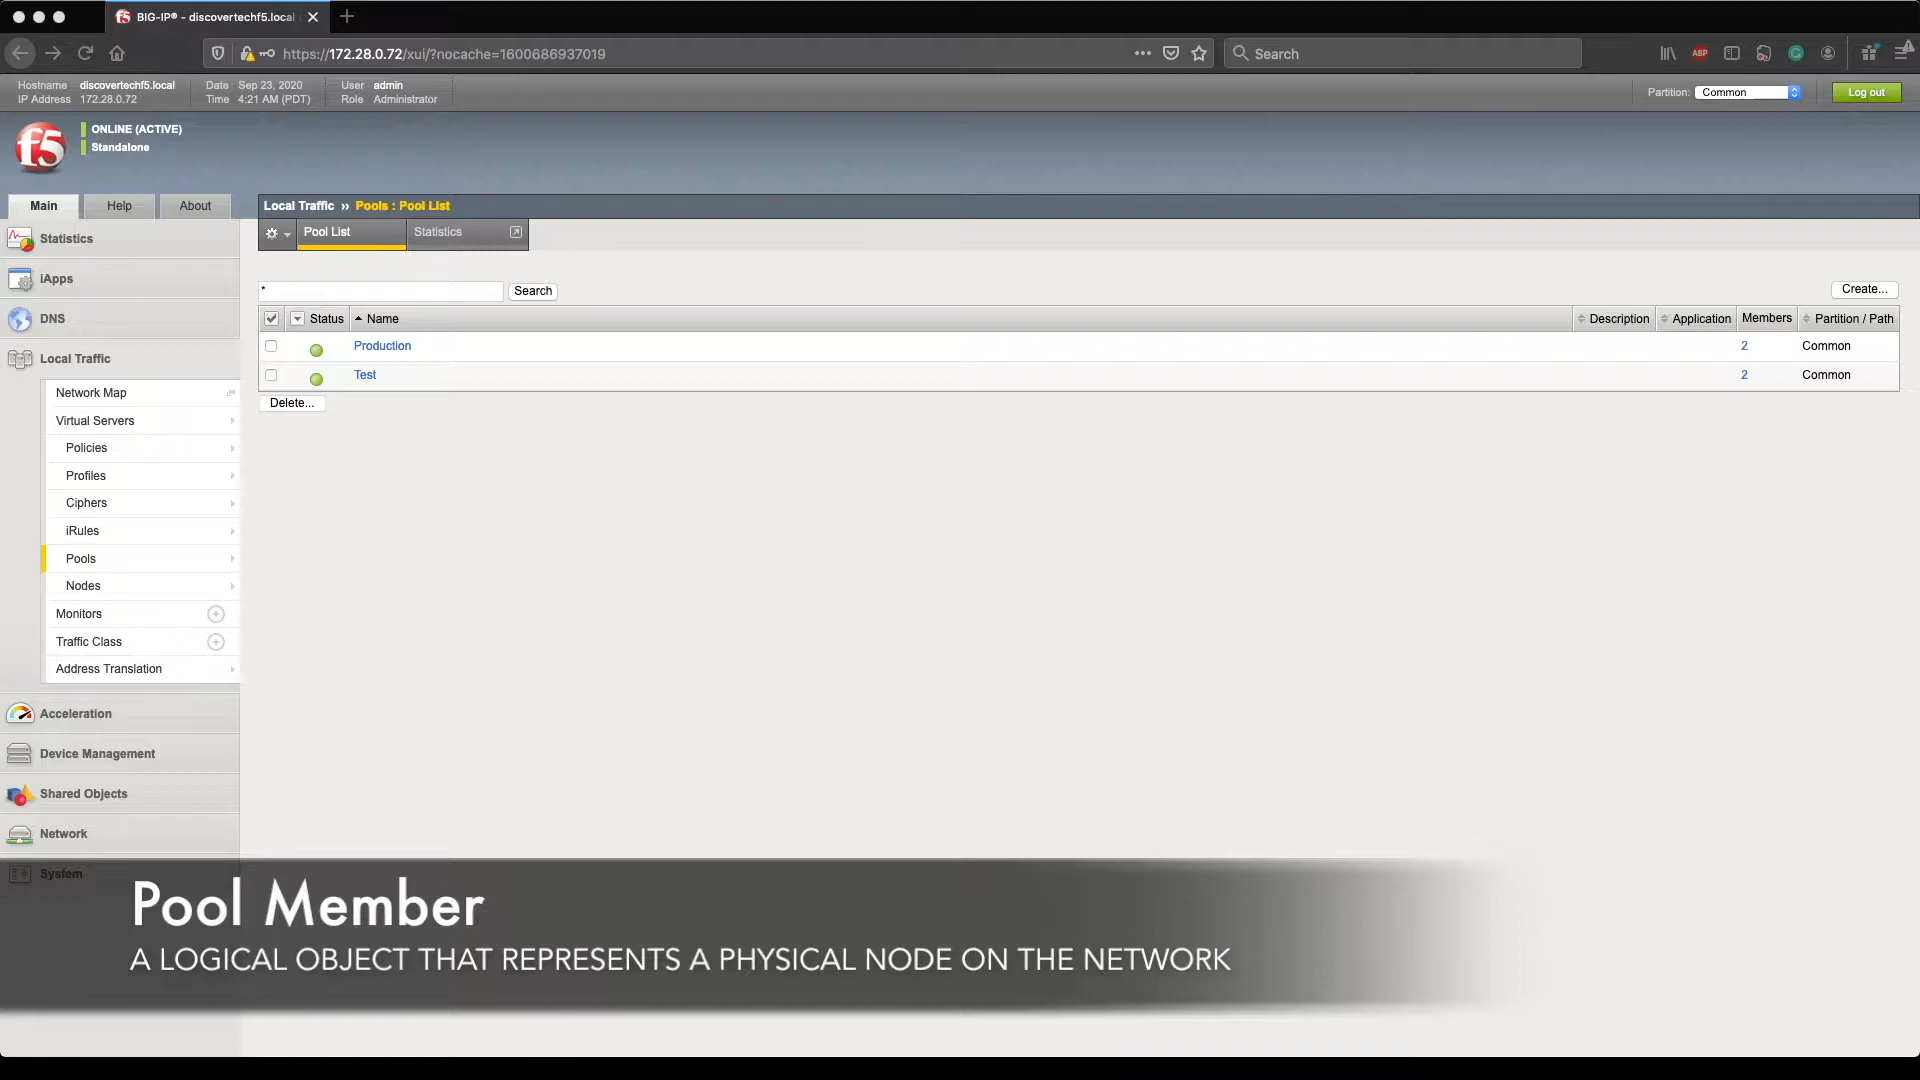 BIG-IP® - discovertechf5.local
https://172.28.0.72/xui/?nocache=1600686937019
Search
ABP
Hostname discovertechf5.local
IP Address 172.28.0.72
Date Sep 23, 2020
Time 4:21 AM (PDT)
User admin
Role Administrator
Partition: Common
Log out
f5
ONLINE (ACTIVE)
Standalone
Main
Help
About
Local Traffic » Pools : Pool List
Pool List
Statistics
Statistics
iApps
DNS
Local Traffic
Network Map
Virtual Servers
Policies
Profiles
Ciphers
iRules
Pools
Nodes
Monitors
Traffic Class
Address Translation
Acceleration
Device Management
Shared Objects
Network
System
*
Search
Create...
Status Name Description Application Members Partition / Path
Production 2 Common
Test 2 Common
Delete...
Pool Member
A LOGICAL OBJECT THAT REPRESENTS A PHYSICAL NODE ON THE NETWORK